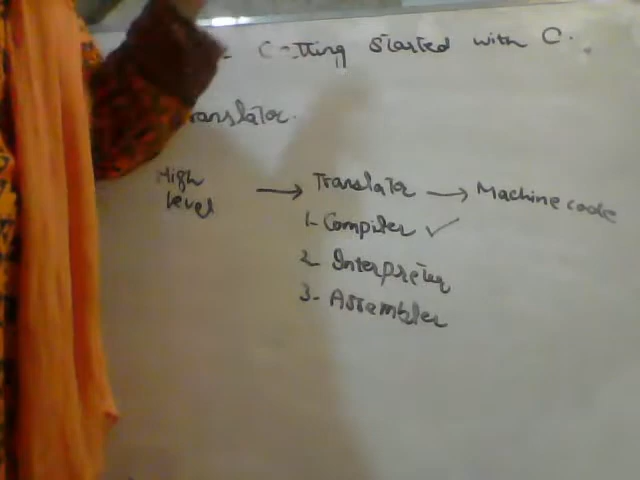 Getting started with C.
Translator.
High level → Translator → Machine code
1- Compiler ✓
2- Interpreter
3- Assembler